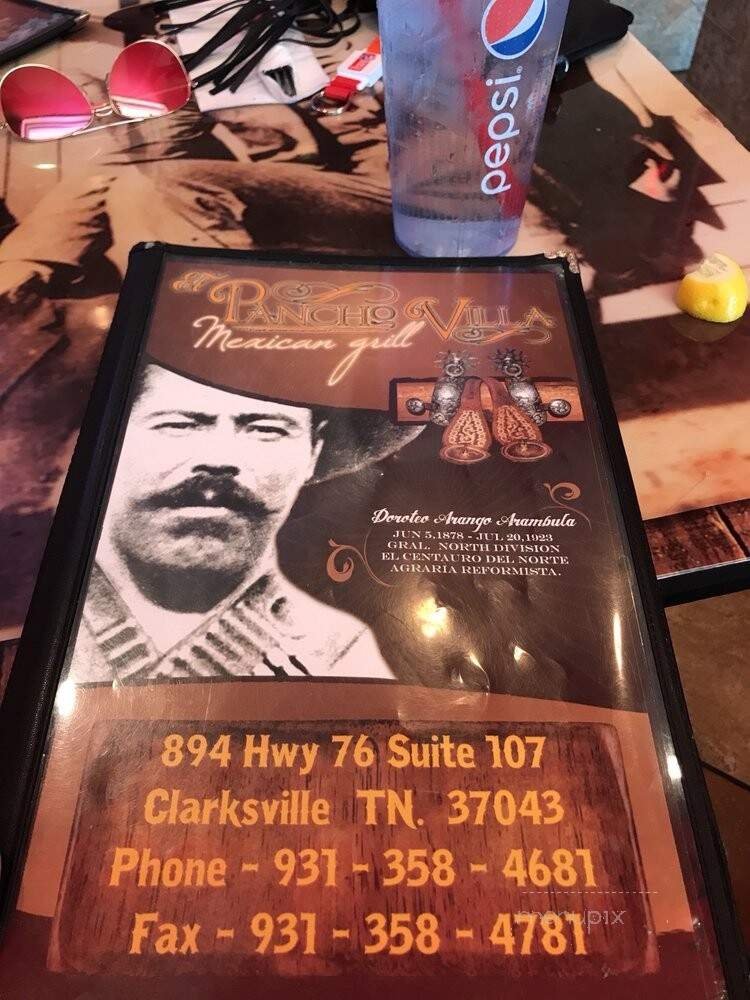 pepsi.
El
PANCHO VILLA
Mexican grill
Doroteo Arango Arambula
JUN 5,1878 - JUL 20,1923
GRAL. NORTH DIVISION
EL CENTAURO DEL NORTE
AGRARIA REFORMISTA.
894 Hwy 76 Suite 107
Clarksville TN. 37043
Phone - 931 - 358 - 4681
Fax - 931 - 358 - 4781
menupix